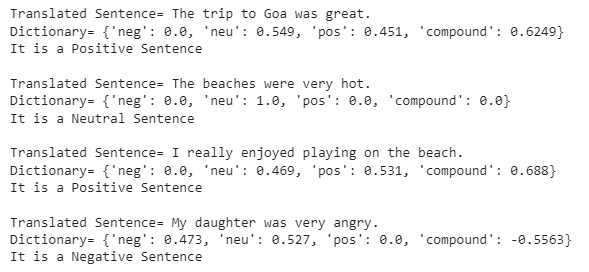 Translated Sentence= The trip to Goa was great.
Dictionary= {'neg': 0.0, 'neu': 0.549, 'pos': 0.451, 'compound': 0.6249}
It is a Positive Sentence
Translated Sentence= The beaches were very hot.
Dictionary= {'neg': 0.0, 'neu': 1.0, 'pos': 0.0, 'compound': 0.0}
It is a Neutral Sentence
Translated Sentence= I really enjoyed playing on the beach.
Dictionary= {'neg': 0.0, 'neu': 0.469, 'pos': 0.531, 'compound': 0.688}
It is a Positive Sentence
Translated Sentence= My daughter was very angry.
Dictionary= {'neg': 0.473, 'neu': 0.527, 'pos': 0.0, 'compound': -0.5563}
It is a Negative Sentence